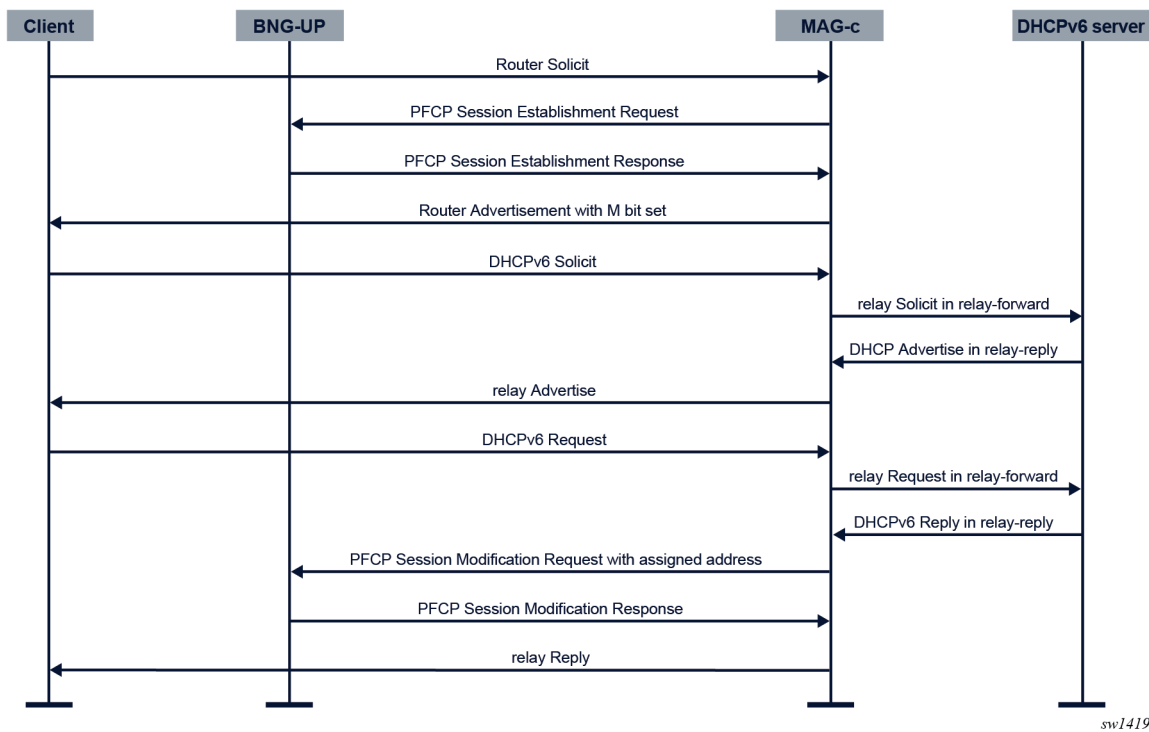 Client
BNG-UP
MAG-c
DHCPv6 server
Router Solicit
PFCP Session Establishment Request
PFCP Session Establishment Response
Router Advertisement with M bit set
DHCPv6 Solicit
relay Solicit in relay-forward
DHCP Advertise in relay-reply
relay Advertise
DHCPv6 Request
relay Request in relay-forward
DHCPv6 Reply in relay-reply
PFCP Session Modification Request with assigned address
PFCP Session Modification Response
relay Reply
sw1419